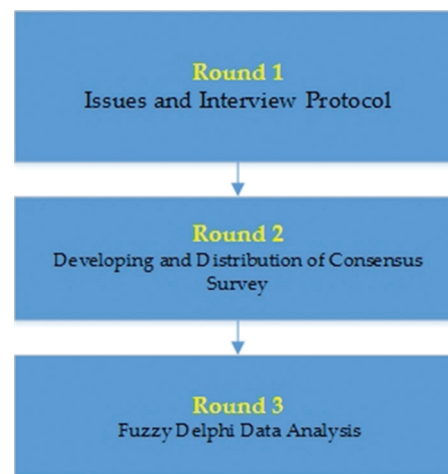 Round 1
Issues and Interview Protocol
Round 2
Developing and Distribution of Consensus
Survey
Round 3
Fuzzy Delphi Data Analysis